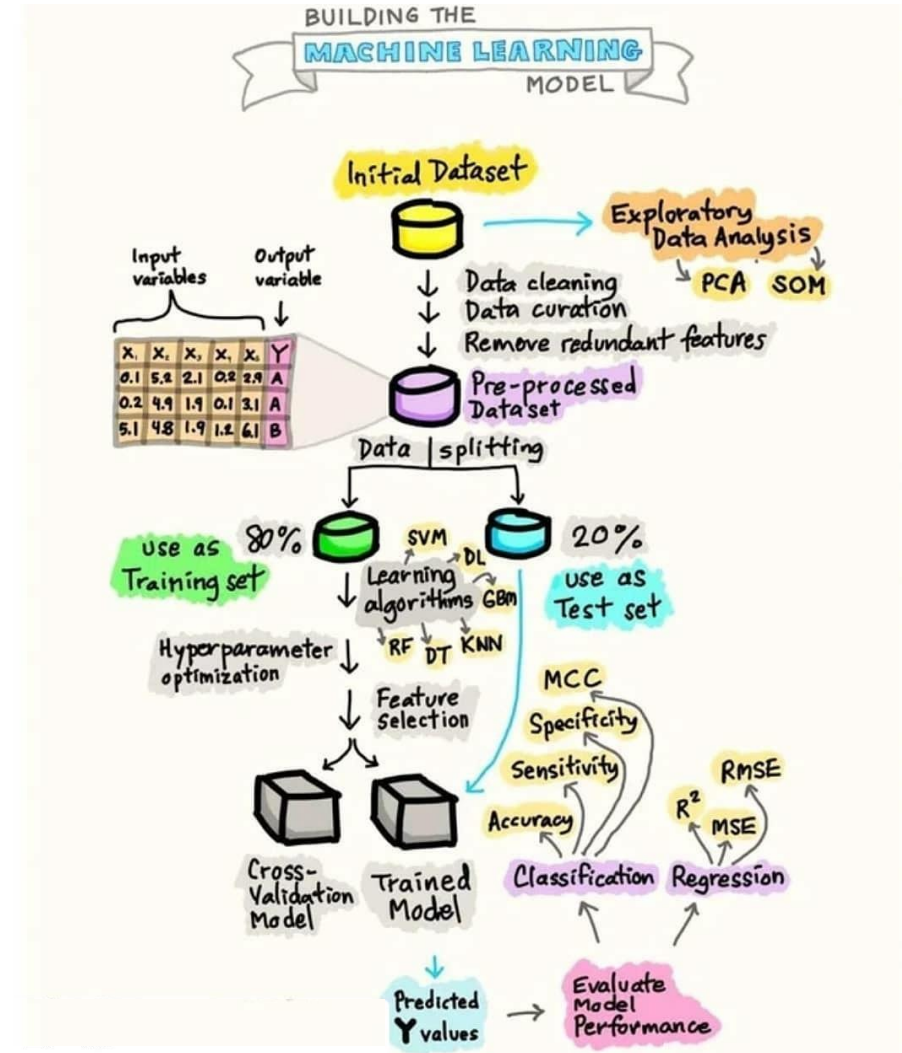 BUILDING THE
MACHINE LEARNING
MODEL
Initial Dataset
Exploratory
Data Analysis
PCA SOM
Data cleaning
Data curation
Remove redundant features
Input
variables
Output
variable
X₁ X₂ X₃ X₄ X₅ Y
0.1 5.2 2.1 0.2 2.9 A
0.2 4.9 1.9 0.1 3.1 A
5.1 4.8 1.9 1.2 6.1 B
Pre-processed
Dataset
Data splitting
80%
use as
Training set
20%
use as
Test set
Learning
algorithms
SVM
DL
GBm
KNN
DT
RF
Hyperparameter
optimization
Feature
Selection
Cross-
Validation
Model
Trained
Model
Predicted
Y values
Evaluate
Model
Performance
Classification
Accuracy
Sensitivity
Specificity
MCC
Regression
R²
MSE
RMSE